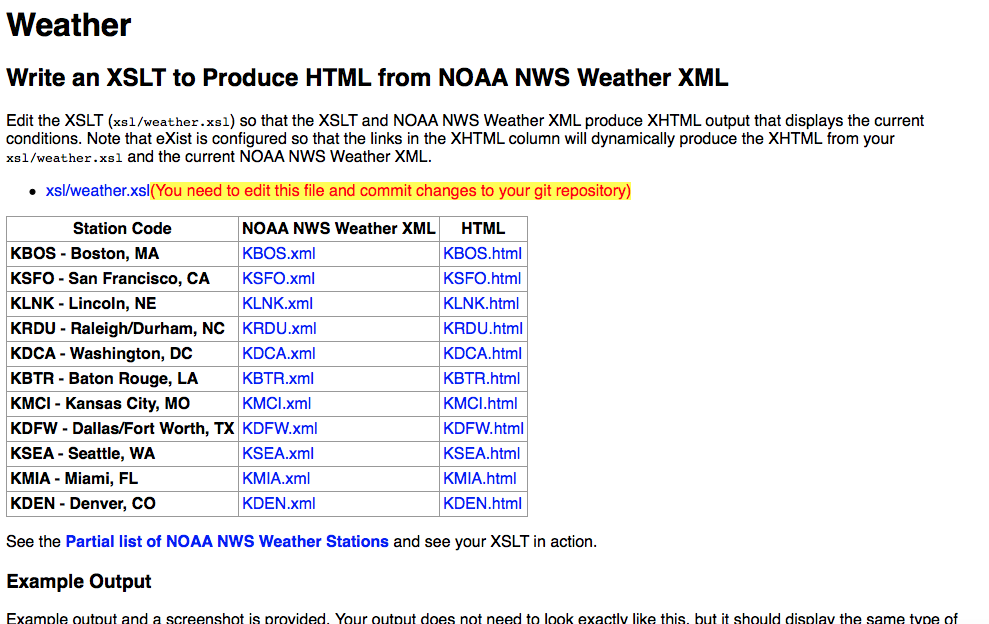 Weather
Write an XSLT to Produce HTML from NOAA NWS Weather XML
Edit the XSLT (xsl/weather.xsl) so that the XSLT and NOAA NWS Weather XML produce XHTML output that displays the current
conditions. Note that eXist is configured so that the links in the XHTML column will dynamically produce the XHTML from your
xsl/weather.xsl and the current NOAA NWS Weather XML.
• xsl/weather.xsl(You need to edit this file and commit changes to your git repository)
Station Code NOAA NWS Weather XML HTML
KBOS - Boston, MA KBOS.xml KBOS.html
KSFO - San Francisco, CA KSFO.xml KSFO.html
KLNK - Lincoln, NE KLNK.xml KLNK.html
KRDU - Raleigh/Durham, NC KRDU.xml KRDU.html
KDCA - Washington, DC KDCA.xml KDCA.html
KBTR - Baton Rouge, LA KBTR.xml KBTR.html
KMCI - Kansas City, MO KMCI.xml KMCI.html
KDFW - Dallas/Fort Worth, TX KDFW.xml KDFW.html
KSEA - Seattle, WA KSEA.xml KSEA.html
KMIA - Miami, FL KMIA.xml KMIA.html
KDEN - Denver, CO KDEN.xml KDEN.html
See the Partial list of NOAA NWS Weather Stations and see your XSLT in action.
Example Output
Example output and a screenshot is provided. Your output does not need to look exactly like this, but it should display the same type of